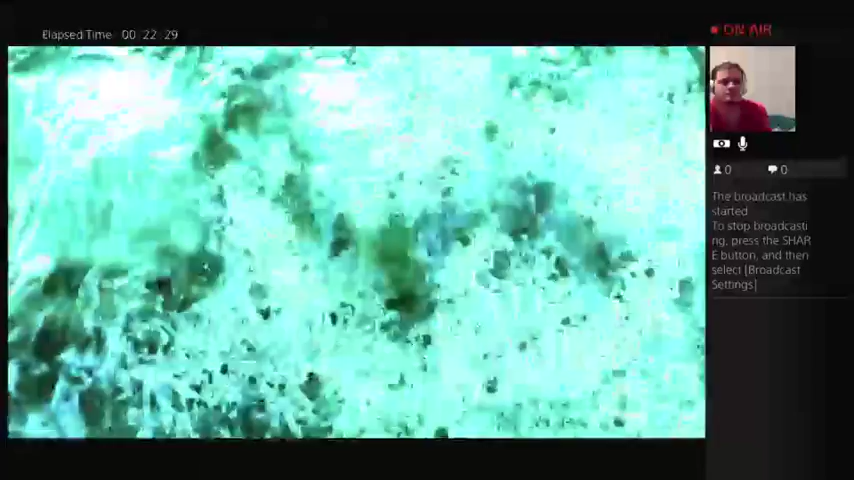 Elapsed Time 00 22 29
ON AIR
0 0
The broadcast has
started
To stop broadcasti
ng, press the SHAR
E button, and then
select [Broadcast
Settings]